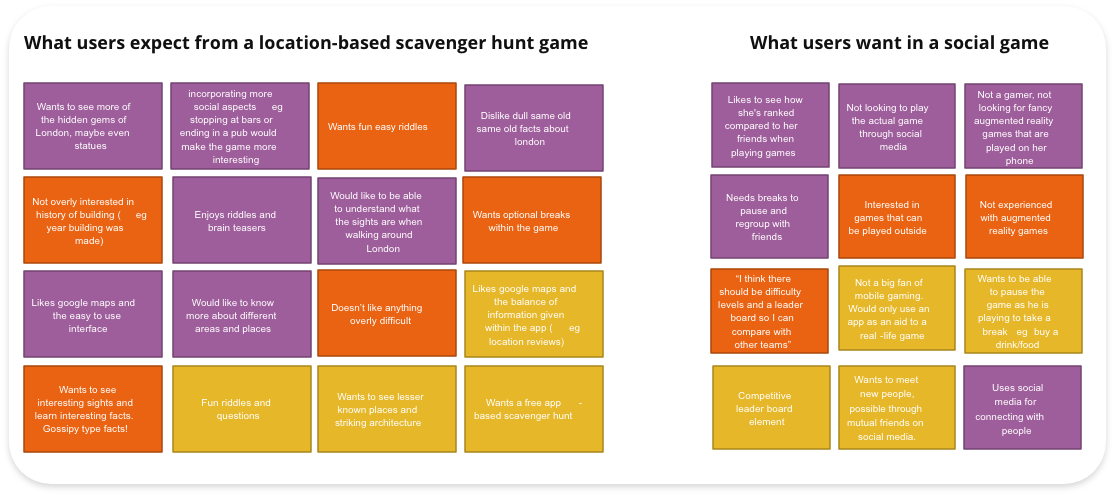 What users expect from a location-based scavenger hunt game
Wants to see more of
the hidden gems of
London, maybe even
statues
incorporating more
social aspects eg
stopping at bars or
ending in a pub would
make the game more
interesting
Wants fun easy riddles
Dislike dull same old
same old facts about
london
Not overly interested in
history of building ( eg
year building was
made)
Enjoys riddles and
brain teasers
Would like to be able
to understand what
the sights are when
walking around
London
Wants optional breaks
within the game
Likes google maps and
the easy to use
interface
Would like to know
more about different
areas and places
Doesn't like anything
overly difficult
Likes google maps and
the balance of
information given
within the app ( eg
location reviews)
Wants to see
interesting sights and
learn interesting facts.
Gossipy type facts!
Fun riddles and
questions
Wants to see lesser
known places and
striking architecture
Wants a free app -
based scavenger hunt
What users want in a social game
Likes to see how
she's ranked
compared to her
friends when
playing games
Not looking to play
the actual game
through social
media
Not a gamer, not
looking for fancy
augmented reality
games that are
played on her
phone
Needs breaks to
pause and
regroup with
friends
Interested in
games that can
be played outside
Not experienced
with augmented
reality games
"I think there
should be difficulty
levels and a leader
board so I can
compare with
other teams"
Not a big fan of
mobile gaming.
Would only use an
app as an aid to a
real -life game
Wants to be able
to pause the
game as he is
playing to take a
break eg buy a
drink/food
Competitive
leader board
element
Wants to meet
new people,
possible through
mutual friends on
social media.
Uses social
media for
connecting with
people